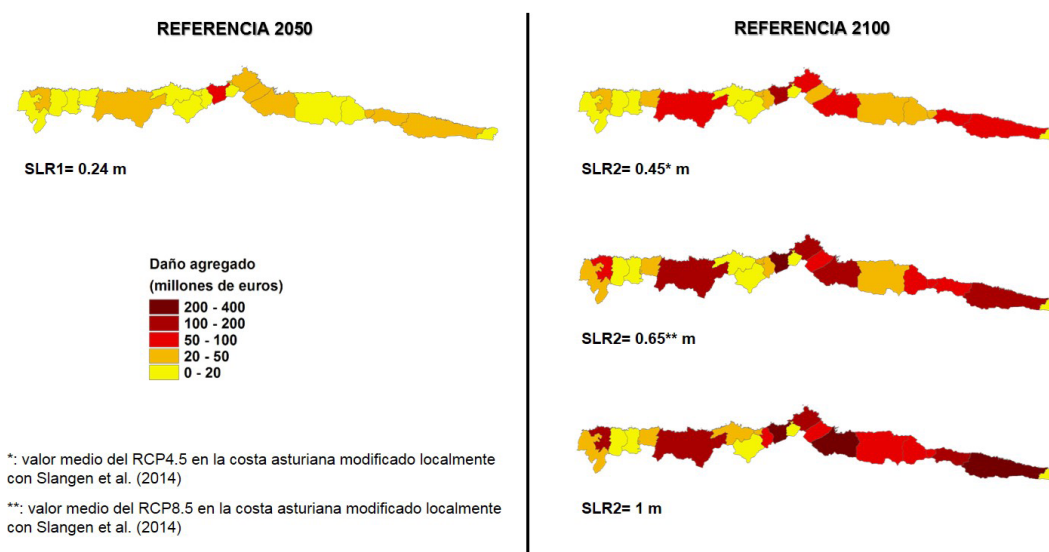 REFERENCIA 2050
SLR1= 0.24 m
Daño agregado
(millones de euros)
200 - 400
100 - 200
50 - 100
20 - 50
0 - 20
*: valor medio del RCP4.5 en la costa asturiana modificado localmente
con Slangen et al. (2014)
**: valor medio del RCP8.5 en la costa asturiana modificado localmente
con Slangen et al. (2014)
REFERENCIA 2100
SLR2= 0.45* m
SLR2= 0.65** m
SLR2= 1 m